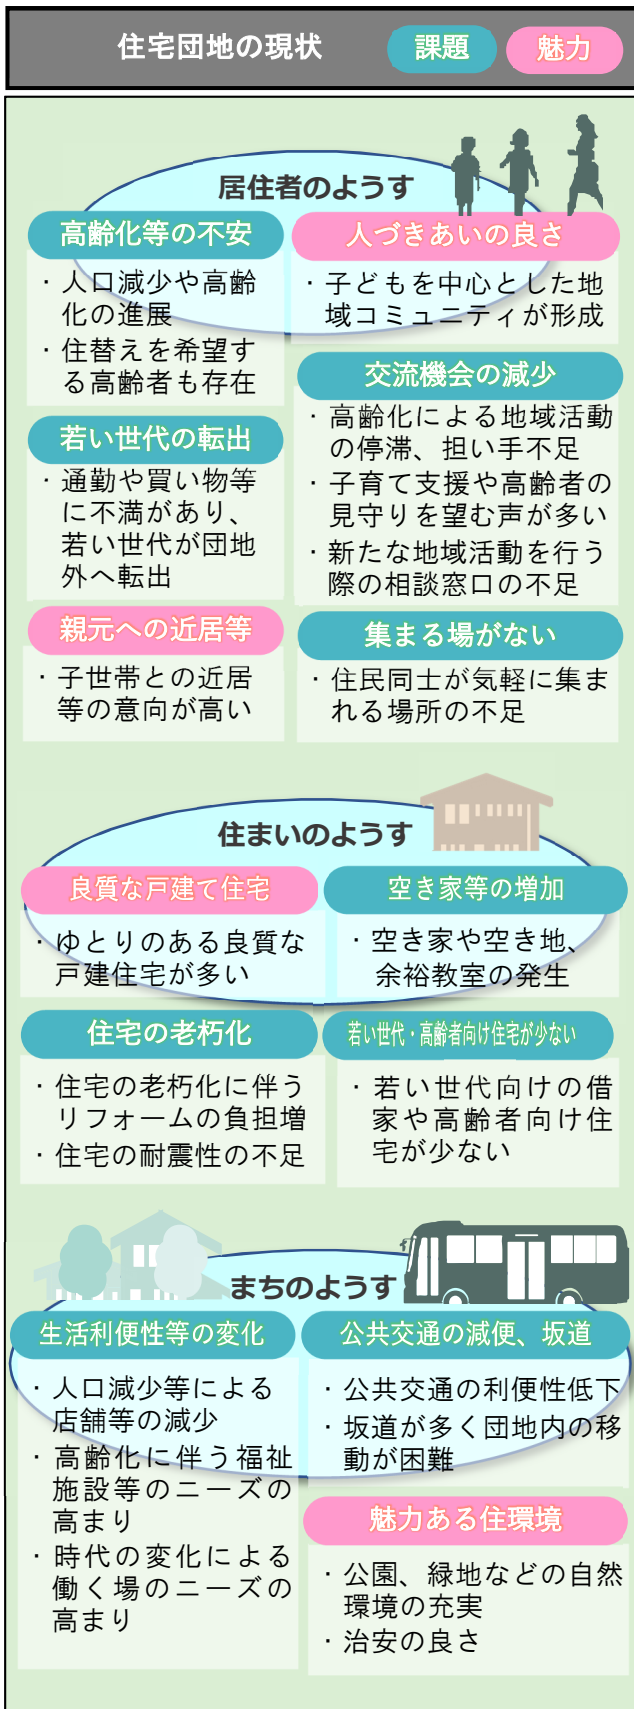 住宅団地の現状 課題 魅力
居住者のようす
高齢化等の不安
・人口減少や高齢
化の進展
・住替えを希望す
る高齢者も存在
若い世代の転出
・通勤や買い物等
に不満があり、
若い世代が団地
外へ転出
親元への近居等
・子世帯との近居
等の意向が高い
人づきあいの良さ
・子どもを中心とした地
域コミュニティが形成
交流機会の減少
・高齢化による地域活動
の停滞、担い手不足
・子育て支援や高齢者の
見守りを望む声が多い
・新たな地域活動を行う
際の相談窓口の不足
集まる場がない
・住民同士が気軽に集ま
れる場所の不足
住まいのようす
良質な戸建て住宅
・ゆとりのある良質な
戸建住宅が多い
空き家等の増加
・空き家や空き地、
余裕教室の発生
住宅の老朽化
・住宅の老朽化に伴う
リフォームの負担増
・住宅の耐震性の不足
若い世代・高齢者向け住宅が少ない
・若い世代向けの借
家や高齢者向け住
宅が少ない
まちのようす
生活利便性等の変化
・人口減少等による
店舗等の減少
・高齢化に伴う福祉
施設等のニーズの
高まり
・時代の変化による
働く場のニーズの
高まり
公共交通の減便、坂道
・公共交通の利便性低下
・坂道が多く団地内の移
動が困難
魅力ある住環境
・公園、緑地などの自然
環境の充実
・治安の良さ